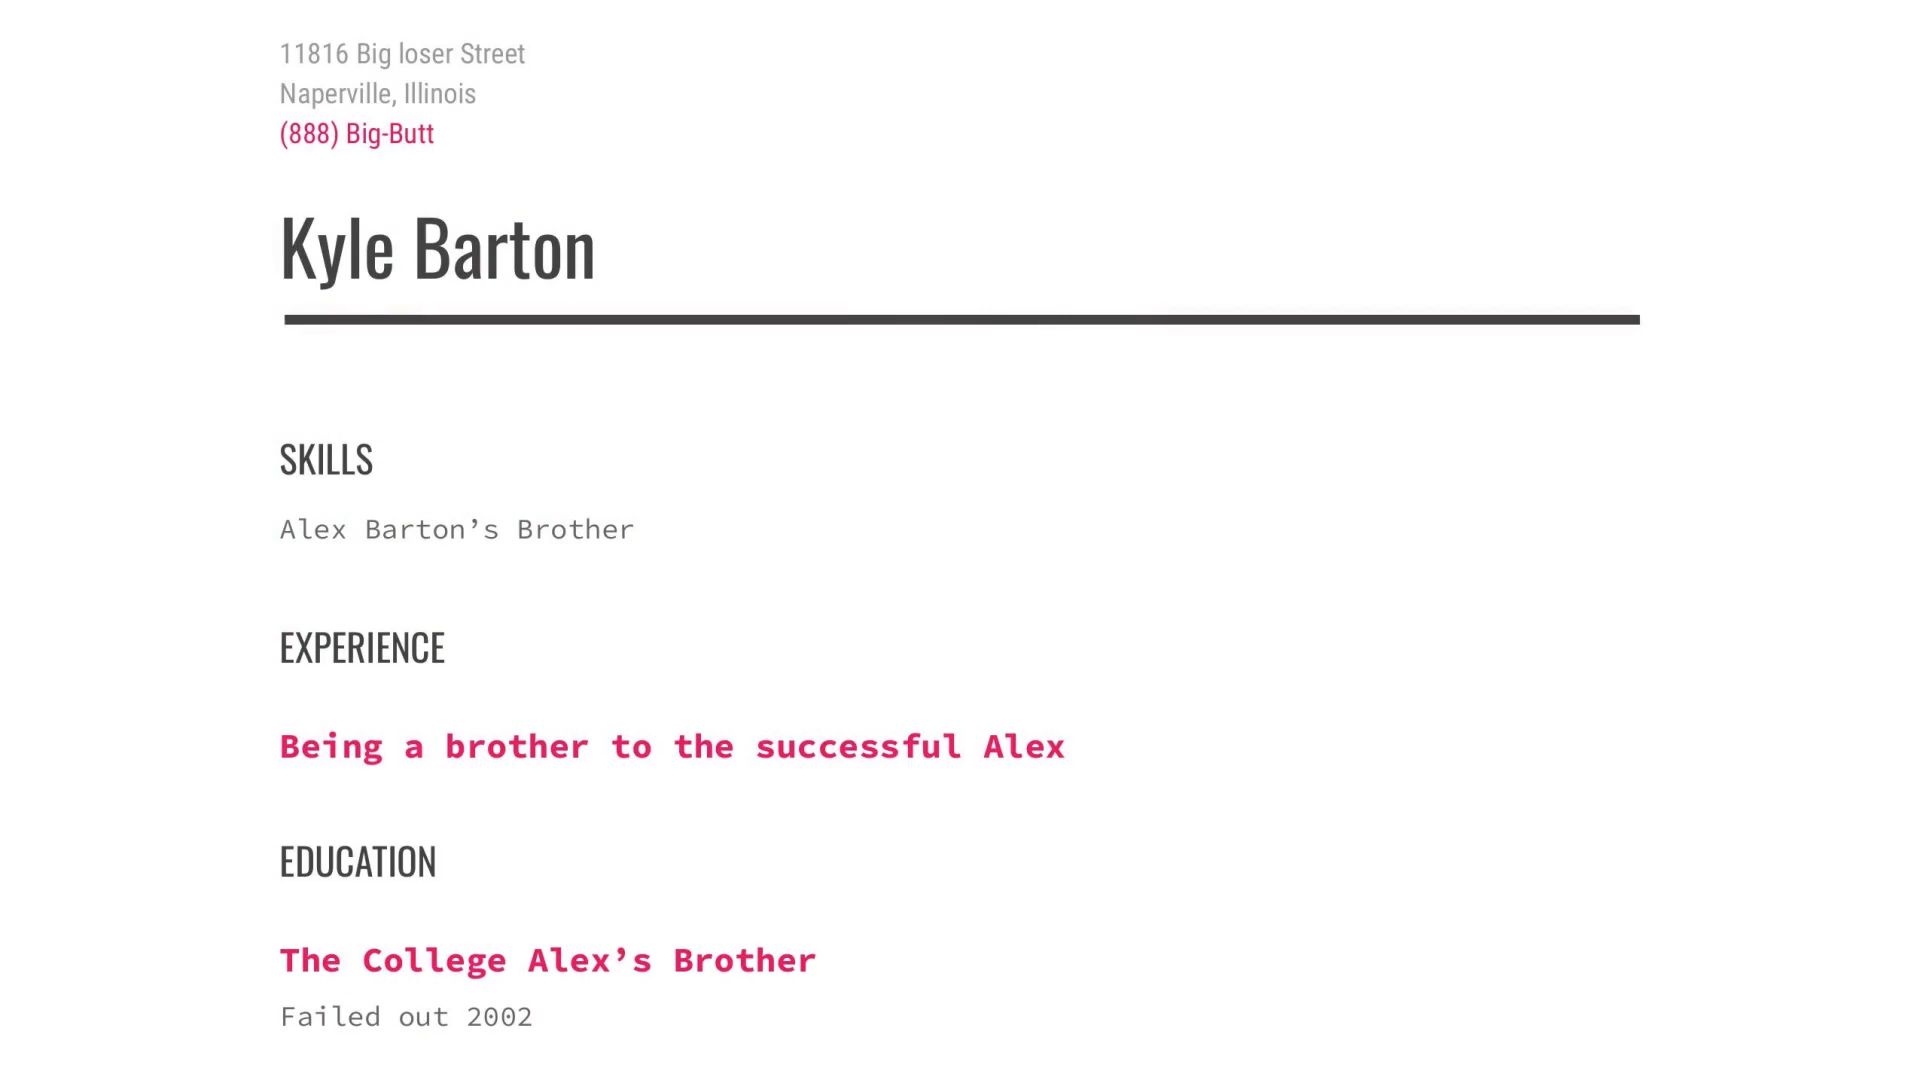 11816 Big loser Street
Naperville, Illinois
(888) Big-Butt
Kyle Barton
SKILLS
Alex Barton’s Brother
EXPERIENCE
Being a brother to the successful Alex
EDUCATION
The College Alex’s Brother
Failed out 2002